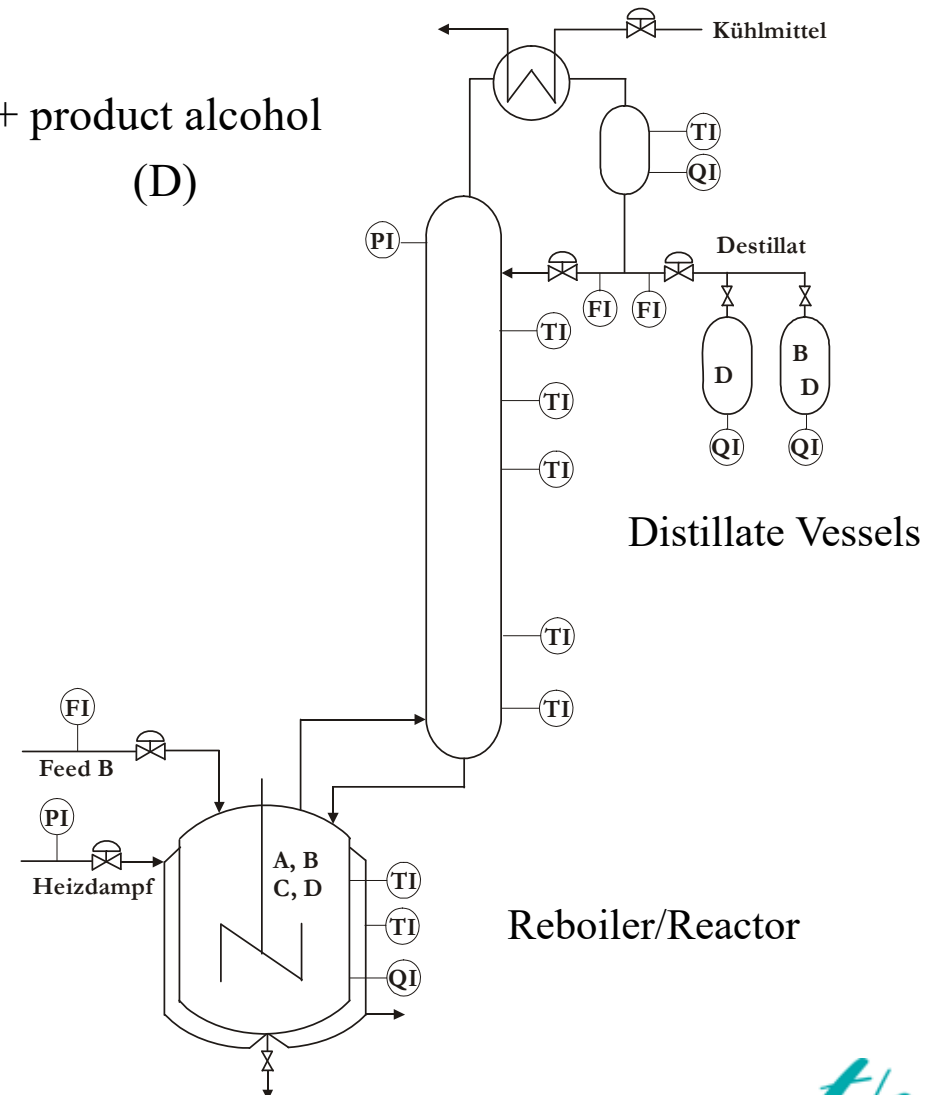 Kühlmittel
+ product alcohol
(D)
TI
QI
PI
Destillat
FI FI
TI
B
D D
TI
QI QI
TI
Distillate Vessels
TI
FI
TI
Feed B
PI
A, B
C, D
TI
Heizdampf
TI
Reboiler/Reactor
QI